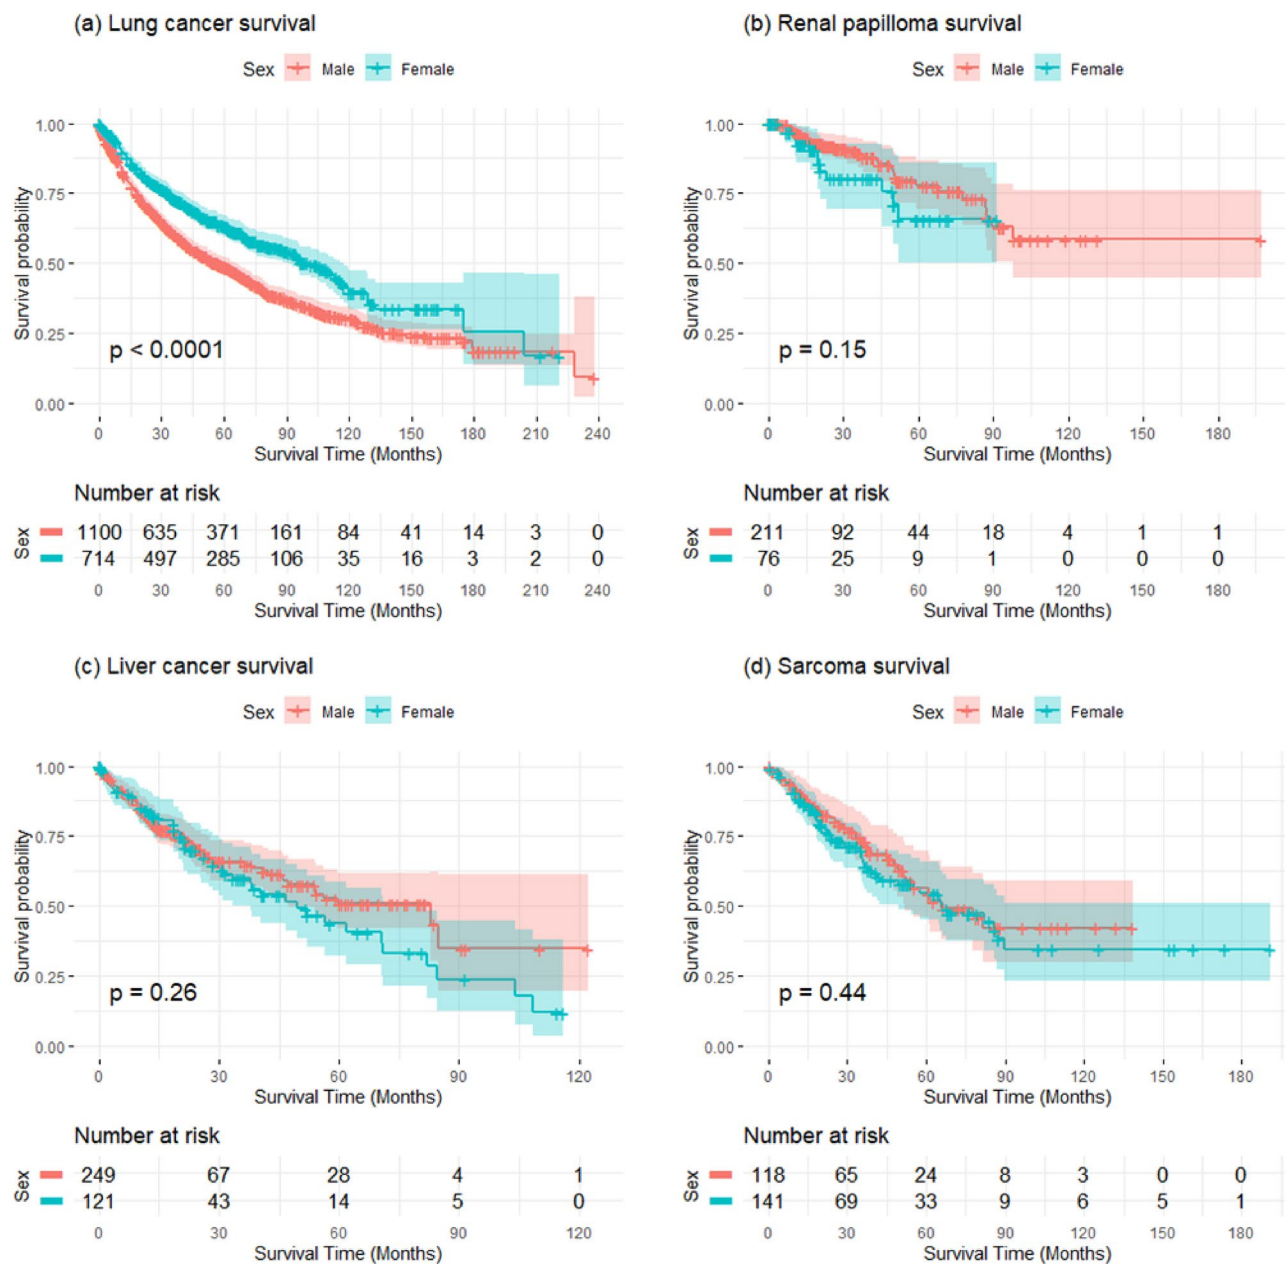 (a) Lung cancer survival
Sex Male Female
Survival probability
1.00
0.75
0.50
0.25
0.00
p < 0.0001
0 30 60 90 120 150 180 210 240
Survival Time (Months)
Number at risk
Sex
1100 635 371 161 84 41 14 3 0
714 497 285 106 35 16 3 2 0
0 30 60 90 120 150 180 210 240
Survival Time (Months)
(b) Renal papilloma survival
Sex Male Female
Survival probability
1.00
0.75
0.50
0.25
0.00
p = 0.15
0 30 60 90 120 150 180
Survival Time (Months)
Number at risk
Sex
211 92 44 18 4 1 1
76 25 9 1 0 0 0
0 30 60 90 120 150 180
Survival Time (Months)
(c) Liver cancer survival
Sex Male Female
Survival probability
1.00
0.75
0.50
0.25
0.00
p = 0.26
0 30 60 90 120
Survival Time (Months)
Number at risk
Sex
249 67 28 4 1
121 43 14 5 0
0 30 60 90 120
Survival Time (Months)
(d) Sarcoma survival
Sex Male Female
Survival probability
1.00
0.75
0.50
0.25
0.00
p = 0.44
0 30 60 90 120 150 180
Survival Time (Months)
Number at risk
Sex
118 65 24 8 3 0 0
141 69 33 9 6 5 1
0 30 60 90 120 150 180
Survival Time (Months)